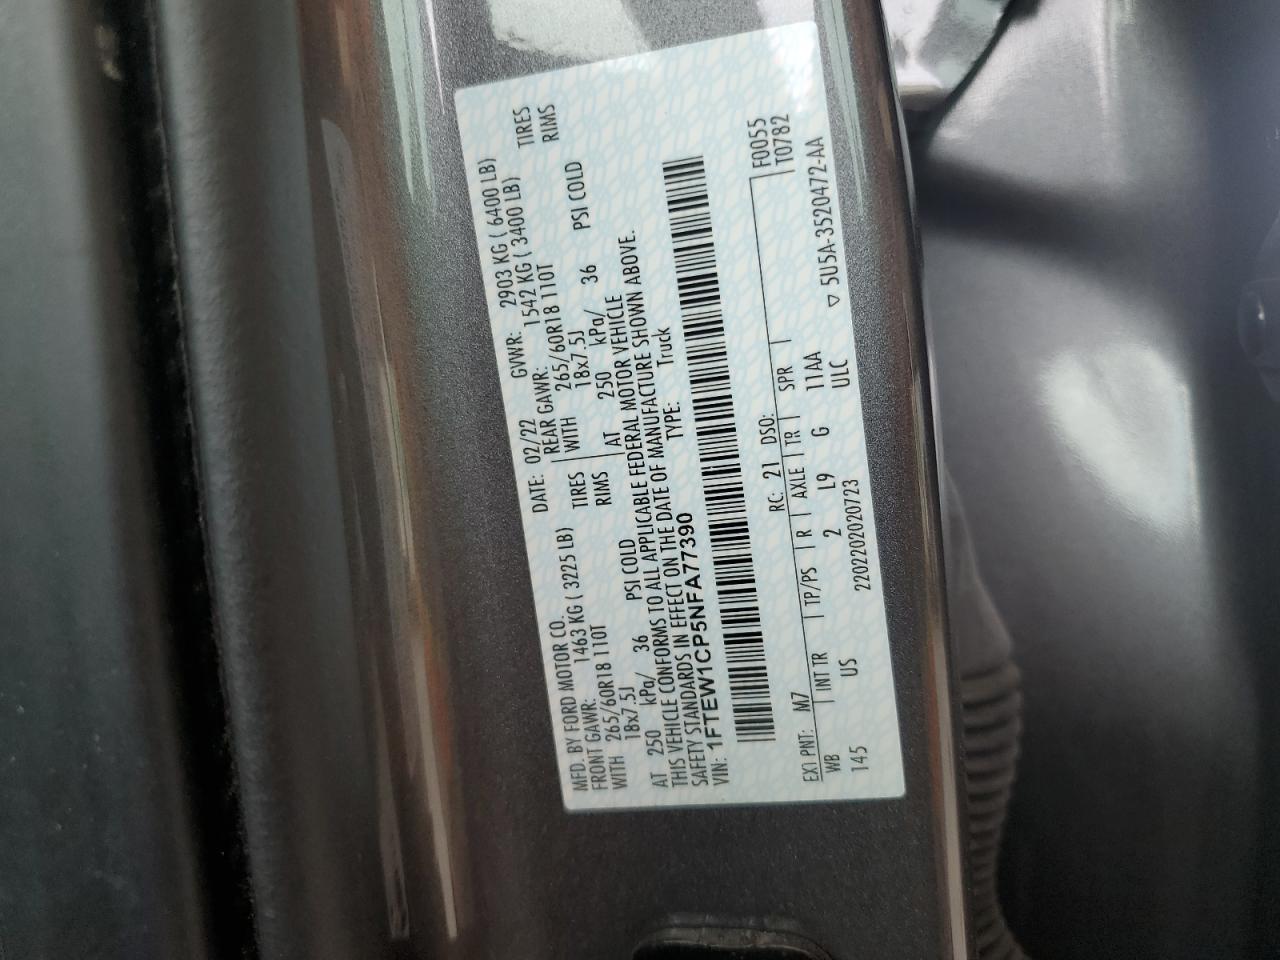 MFD. BY FORD MOTOR CO. DATE: 02/22 GVWR: 2903 KG ( 6400 LB)
FRONT GAWR: 1463 KG ( 3225 LB) REAR GAWR: 1542 KG ( 3400 LB)
WITH 265/60R18 110T TIRES WITH 265/60R18 110T TIRES
18x7.5J RIMS 18x7.5J RIMS
AT 250 kPa/ 36 PSI COLD AT 250 kPa/ 36 PSI COLD
THIS VEHICLE CONFORMS TO ALL APPLICABLE FEDERAL MOTOR VEHICLE
SAFETY STANDARDS IN EFFECT ON THE DATE OF MANUFACTURE SHOWN ABOVE.
VIN: 1FTEW1CP5NFA77390 TYPE: Truck
F0055
T0782
EXT PNT: M7 RC: 21 DSO:
WB INT TR TP/PS R AXLE TR SPR
145 US 2 L9 G 11AA
ULC ▽ 5U5A-3520472-AA
220220202020723